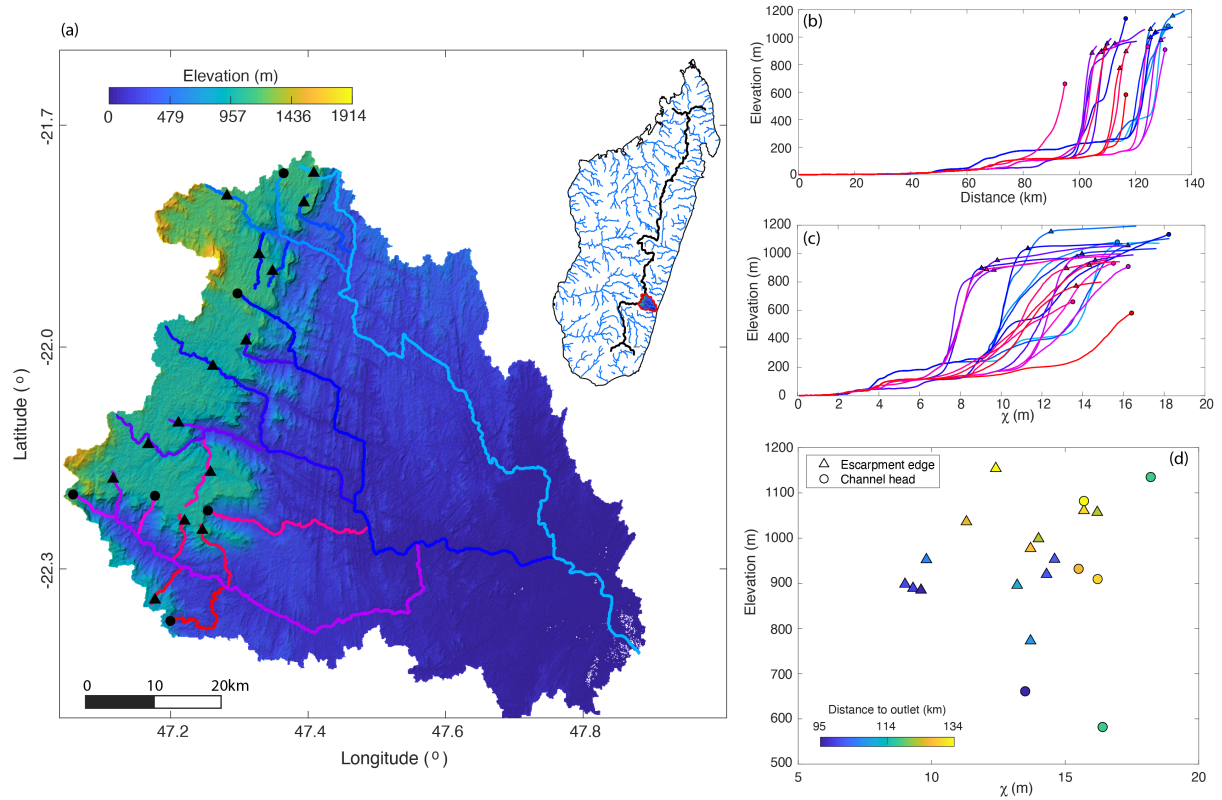 (a)
Elevation (m)
0 479 957 1436 1914
-21.7
-22.0
-22.3
Latitude ( o )
0 10 20km
47.2 47.4 47.6 47.8
Longitude ( o )
(b)
1200
1000
800
600
400
200
0
Elevation (m)
0 20 40 60 80 100 120 140
Distance (km)
(c)
1200
1000
800
600
400
200
0
Elevation (m)
0 2 4 6 8 10 12 14 16 18 20
χ (m)
(d)
Escarpment edge
Channel head
1200
1100
1000
900
800
700
600
500
Elevation (m)
Distance to outlet (km)
95 114 134
5 10 15 20
χ (m)